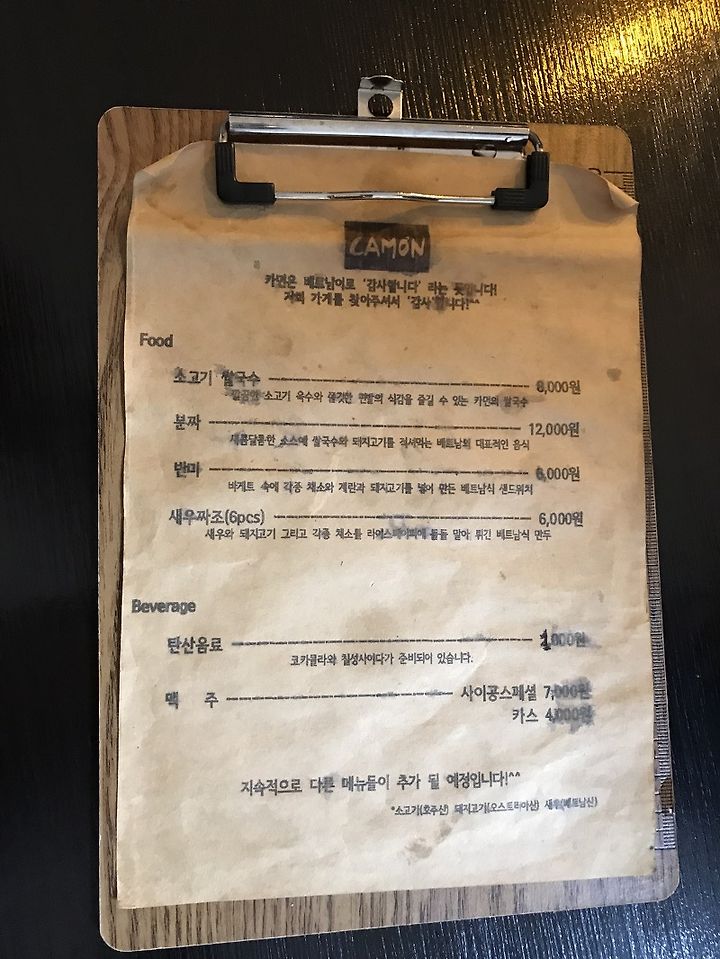 CAMÓN
카먼은 베트남어로 '감사합니다' 라는 뜻입니다!
저희 가게를 찾아주셔서 '감사'합니다!^^
Food
소고기 쌀국수 8,000원
깔끔한 소고기 육수와 쫄깃한 면발의 식감을 즐길 수 있는 카먼의 쌀국수
분짜 12,000원
새콤달콤한 소스에 쌀국수와 돼지고기를 적셔먹는 베트남의 대표적인 음식
반미 6,000원
바게트 속에 각종 채소와 계란과 돼지고기를 넣어 만든 베트남식 샌드위치
새우짜조(6pcs) 6,000원
새우와 돼지고기 그리고 각종 채소를 라이스페이퍼에 돌돌 말아 튀긴 베트남식 만두
Beverage
탄산음료 1,000원
코카콜라와 칠성사이다가 준비되어 있습니다.
맥 주 사이공스페셜 7,000원
카스 4,000원
지속적으로 다른 메뉴들이 추가 될 예정입니다!^^
*소고기(호주산) 돼지고기(오스트리아산) 새우(베트남산)